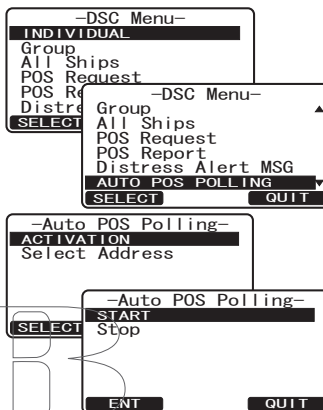 -DSC Menu-
INDIVIDUAL
Group
All Ships
POS Request
POS Re
Distre
SELECT
-DSC Menu-
Group
All Ships
POS Request
POS Report
Distress Alert MSG
AUTO POS POLLING
SELECT QUIT
-Auto POS Polling-
ACTIVATION
Select Address
SELECT
-Auto POS Polling-
START
Stop
ENT QUIT